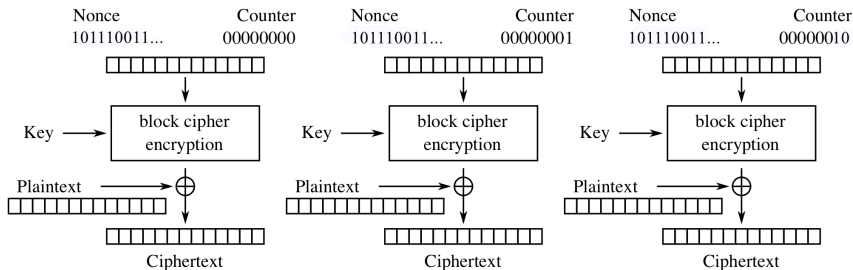 Nonce Counter Nonce Counter Nonce Counter
101110011... 00000000 101110011... 00000001 101110011... 00000010
block cipher block cipher block cipher
Key Key Key
encryption encryption encryption
Plaintext Plaintext Plaintext
Ciphertext Ciphertext Ciphertext